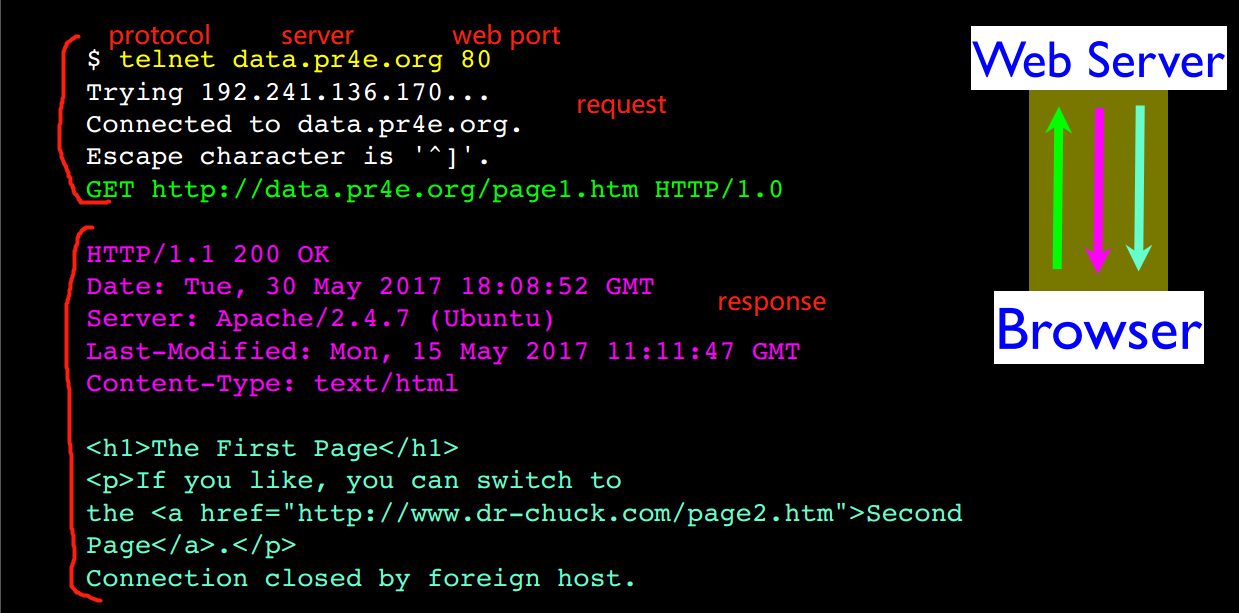 protocol server web port
$ telnet data.pr4e.org 80
Trying 192.241.136.170...
request
Connected to data.pr4e.org.
Escape character is '^]'.
GET http://data.pr4e.org/page1.htm HTTP/1.0
HTTP/1.1 200 OK
Date: Tue, 30 May 2017 18:08:52 GMT
response
Server: Apache/2.4.7 (Ubuntu)
Last-Modified: Mon, 15 May 2017 11:11:47 GMT
Content-Type: text/html
<h1>The First Page</h1>
<p>If you like, you can switch to
the <a href="http://www.dr-chuck.com/page2.htm">Second
Page</a>.</p>
Connection closed by foreign host.
Web Server
Browser